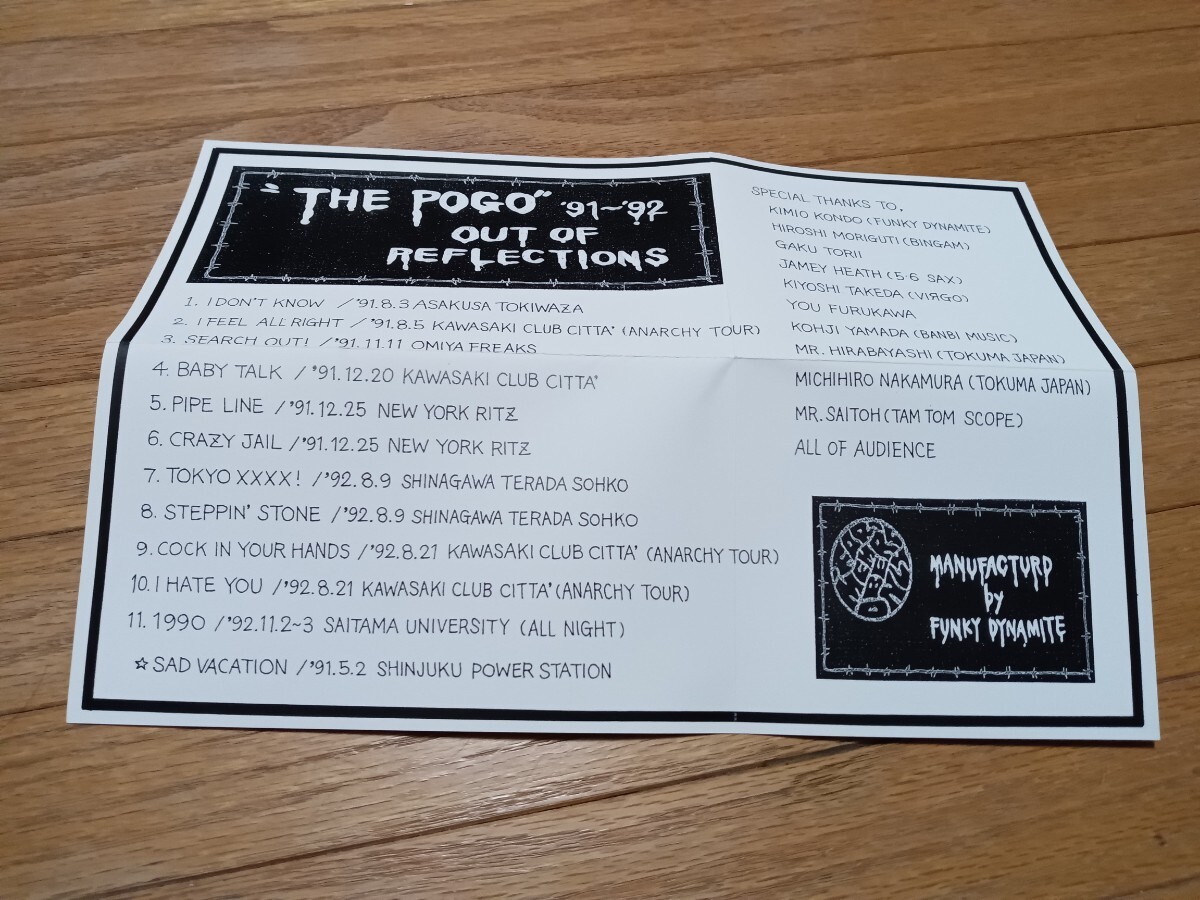 "THE POGO" '91~'92
OUT OF
REFLECTIONS
1. I DON'T KNOW / '91.8.3 ASAKUSA TOKIWAZA
2. I FEEL ALL RIGHT / '91.8.5 KAWASAKI CLUB CITTA' (ANARCHY TOUR)
3. SEARCH OUT! / '91.11.11 OMIYA FREAKS
4. BABY TALK / '91.12.20 KAWASAKI CLUB CITTA'
5. PIPE LINE / '91.12.25 NEW YORK RITZ
6. CRAZY JAIL / '91.12.25 NEW YORK RITZ
7. TOKYO XXXX! / '92.8.9 SHINAGAWA TERADA SOHKO
8. STEPPIN' STONE / '92.8.9 SHINAGAWA TERADA SOHKO
9. COCK IN YOUR HANDS / '92.8.21 KAWASAKI CLUB CITTA' (ANARCHY TOUR)
10. I HATE YOU / '92.8.21 KAWASAKI CLUB CITTA' (ANARCHY TOUR)
11. 1990 / '92.11.2~3 SAITAMA UNIVERSITY (ALL NIGHT)
☆ SAD VACATION / '91.5.2 SHINJUKU POWER STATION
SPECIAL THANKS TO,
KIMIO KONDO (FUNKY DYNAMITE)
HIROSHI MORIGUTI (BINGAM)
GAKU TORII
JAMEY HEATH (5·6 SAX)
KIYOSHI TAKEDA (VIRGO)
YOU FURUKAWA
KOHJI YAMADA (BANBI MUSIC)
MR. HIRABAYASHI (TOKUMA JAPAN)
MICHIHIRO NAKAMURA (TOKUMA JAPAN)
MR. SAITOH (TAM TOM SCOPE)
ALL OF AUDIENCE
MANUFACTURD
by
FUNKY DYNAMITE